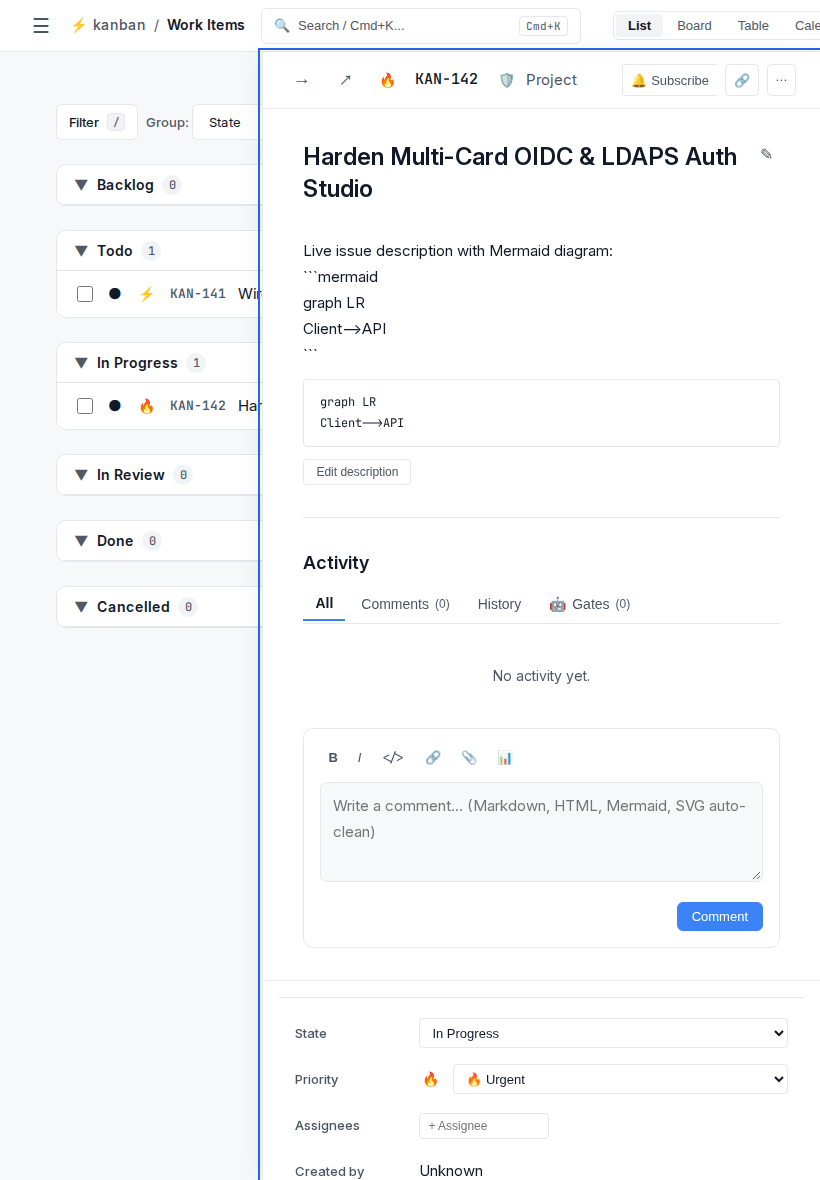 ☰ ⚡ kanban / Work Items 🔍 Search / Cmd+K... Cmd+K List Board Table
→ ↗ 🔥 KAN-142 🛡️ Project 🔔 Subscribe 🔗 ...
Filter / Group: State
▼ Backlog 0
▼ Todo 1
⚡ KAN-141
▼ In Progress 1
🔥 KAN-142
▼ In Review 0
▼ Done 0
▼ Cancelled 0
Harden Multi-Card OIDC & LDAPS Auth ✎
Studio
Live issue description with Mermaid diagram:
```mermaid
graph LR
Client-->API
```
graph LR
Client-->API
Edit description
Activity
All Comments (0) History 🤖 Gates (0)
No activity yet.
B I </> 🔗 📎 📊
Write a comment... (Markdown, HTML, Mermaid, SVG auto-
clean)
Comment
State In Progress
Priority 🔥 🔥 Urgent
Assignees + Assignee
Created by Unknown